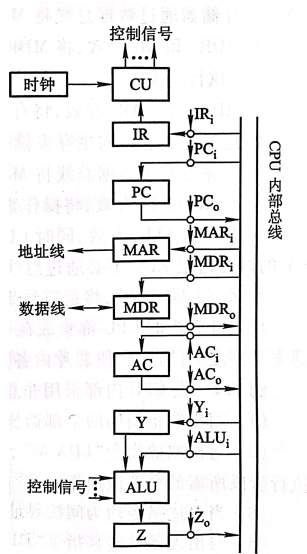 控制信号
时钟
CU
IR
IRi
PCi
PC
PCo
MARi
地址线
MAR
MDRi
数据线
MDR
MDRo
AC
ACi
ACo
Yi
Y
ALUi
控制信号
ALU
Z
Zo
CPU 内部总线